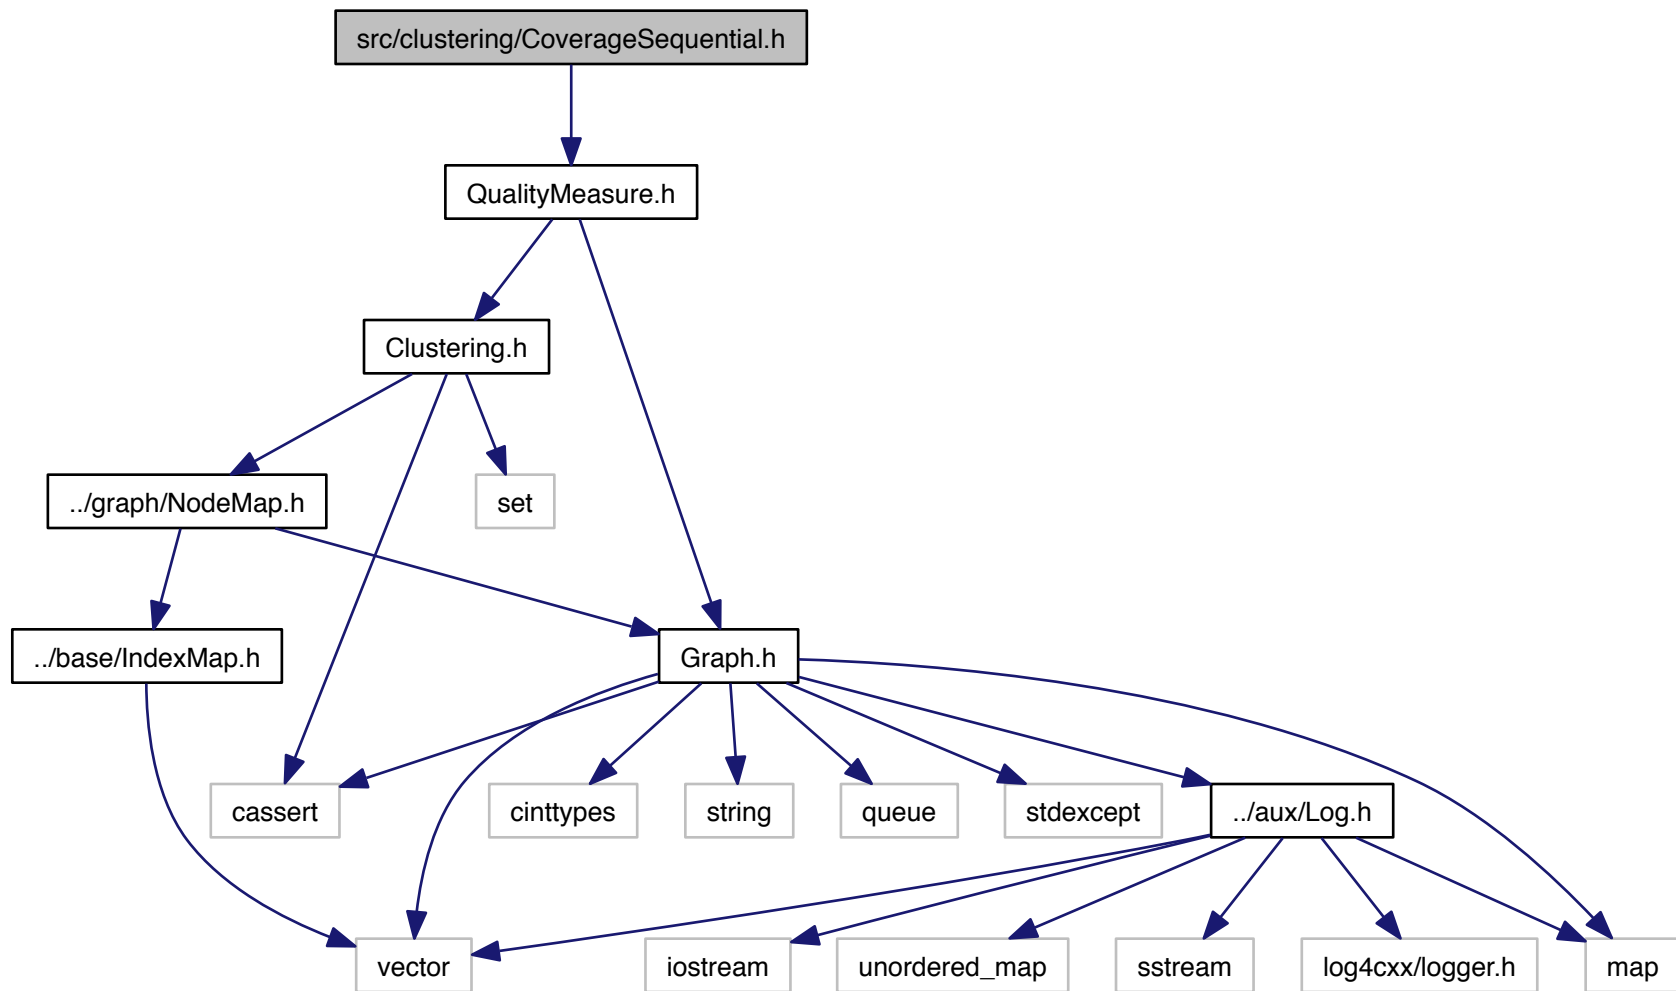 src/clustering/CoverageSequential.h
QualityMeasure.h
Clustering.h
../graph/NodeMap.h
set
../base/IndexMap.h
Graph.h
cassert
cinttypes
string
queue
stdexcept
../aux/Log.h
vector
iostream
unordered_map
sstream
log4cxx/logger.h
map